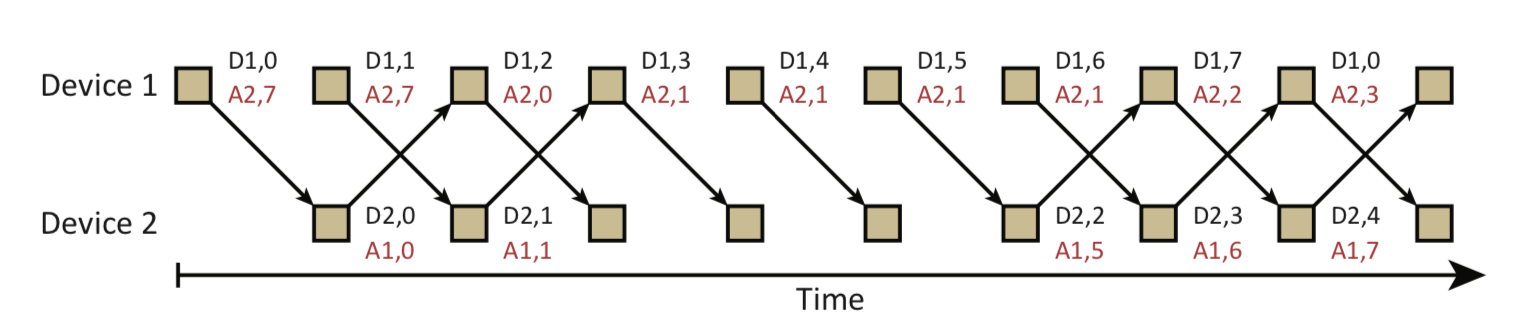 D1,0 D1,1 D1,2 D1,3 D1,4 D1,5 D1,6 D1,7 D1,0
Device 1
A2,7 A2,7 A2,0 A2,1 A2,1 A2,1 A2,1 A2,2 A2,3
Device 2
D2,0 D2,1 D2,2 D2,3 D2,4
A1,0 A1,1 A1,5 A1,6 A1,7
Time